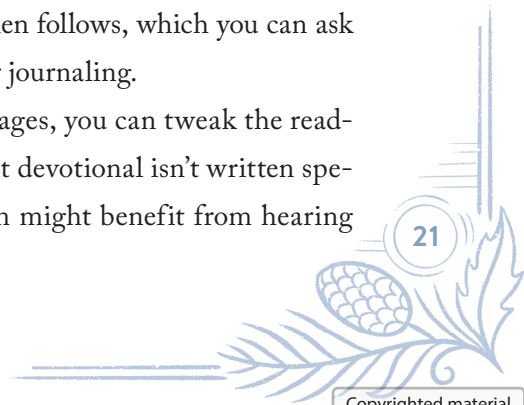 en follows, which you can ask
journaling.
ages, you can tweak the read-
t devotional isn't written spe-
might benefit from hearing
21
Copyrighted material